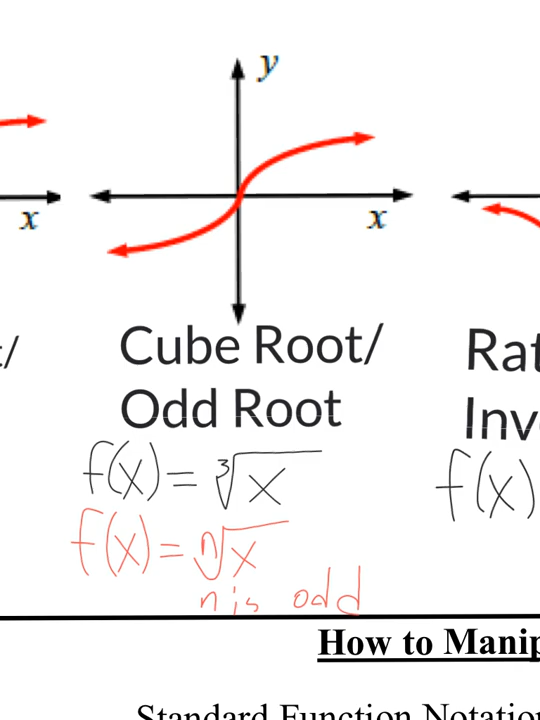 y
x
x
t/
Cube Root/
Odd Root
Rat
Inv
f(x) = ∛x
f(x)
f(x) = ⁿ√x
n is odd
How to Manip
Standard Function Notation